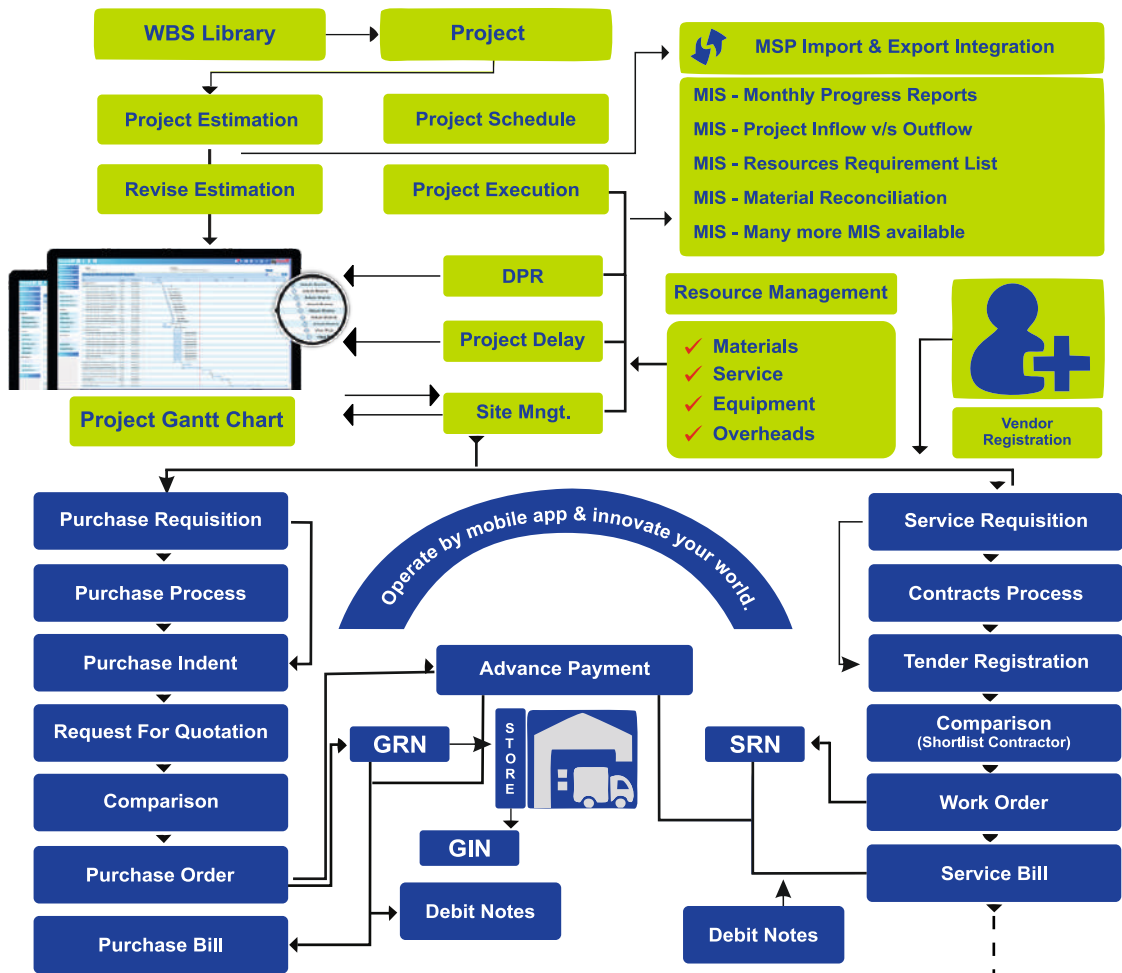 WBS Library
Project
MSP Import & Export Integration
Project Estimation
Project Schedule
MIS - Monthly Progress Reports
MIS - Project Inflow v/s Outflow
MIS - Resources Requirement List
MIS - Material Reconciliation
MIS - Many more MIS available
Revise Estimation
Project Execution
DPR
Resource Management
Project Delay
Materials
Service
Equipment
Overheads
Project Gantt Chart
Site Mngt.
Vendor
Registration
Purchase Requisition
Purchase Process
Purchase Indent
Request For Quotation
Comparison
Purchase Order
Purchase Bill
Operate by mobile app & innovate your world.
Advance Payment
GRN
STORE
GIN
Debit Notes
SRN
Debit Notes
Service Requisition
Contracts Process
Tender Registration
Comparison
(Shortlist Contractor)
Work Order
Service Bill